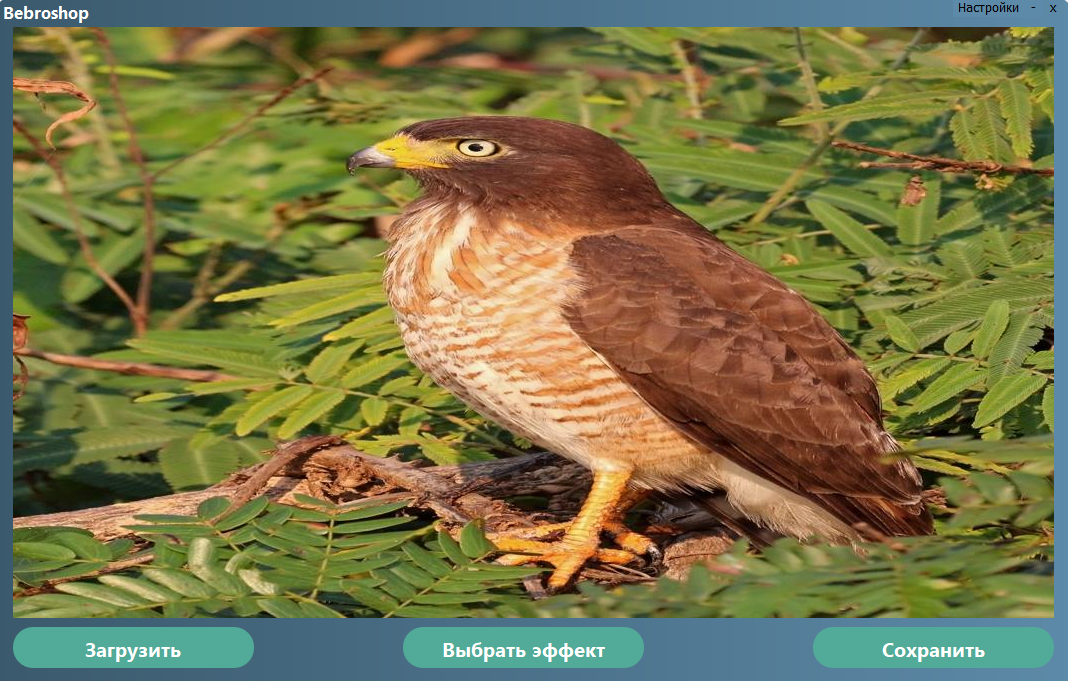 Bebroshop
Настройки - x
Загрузить
Выбрать эффект
Сохранить